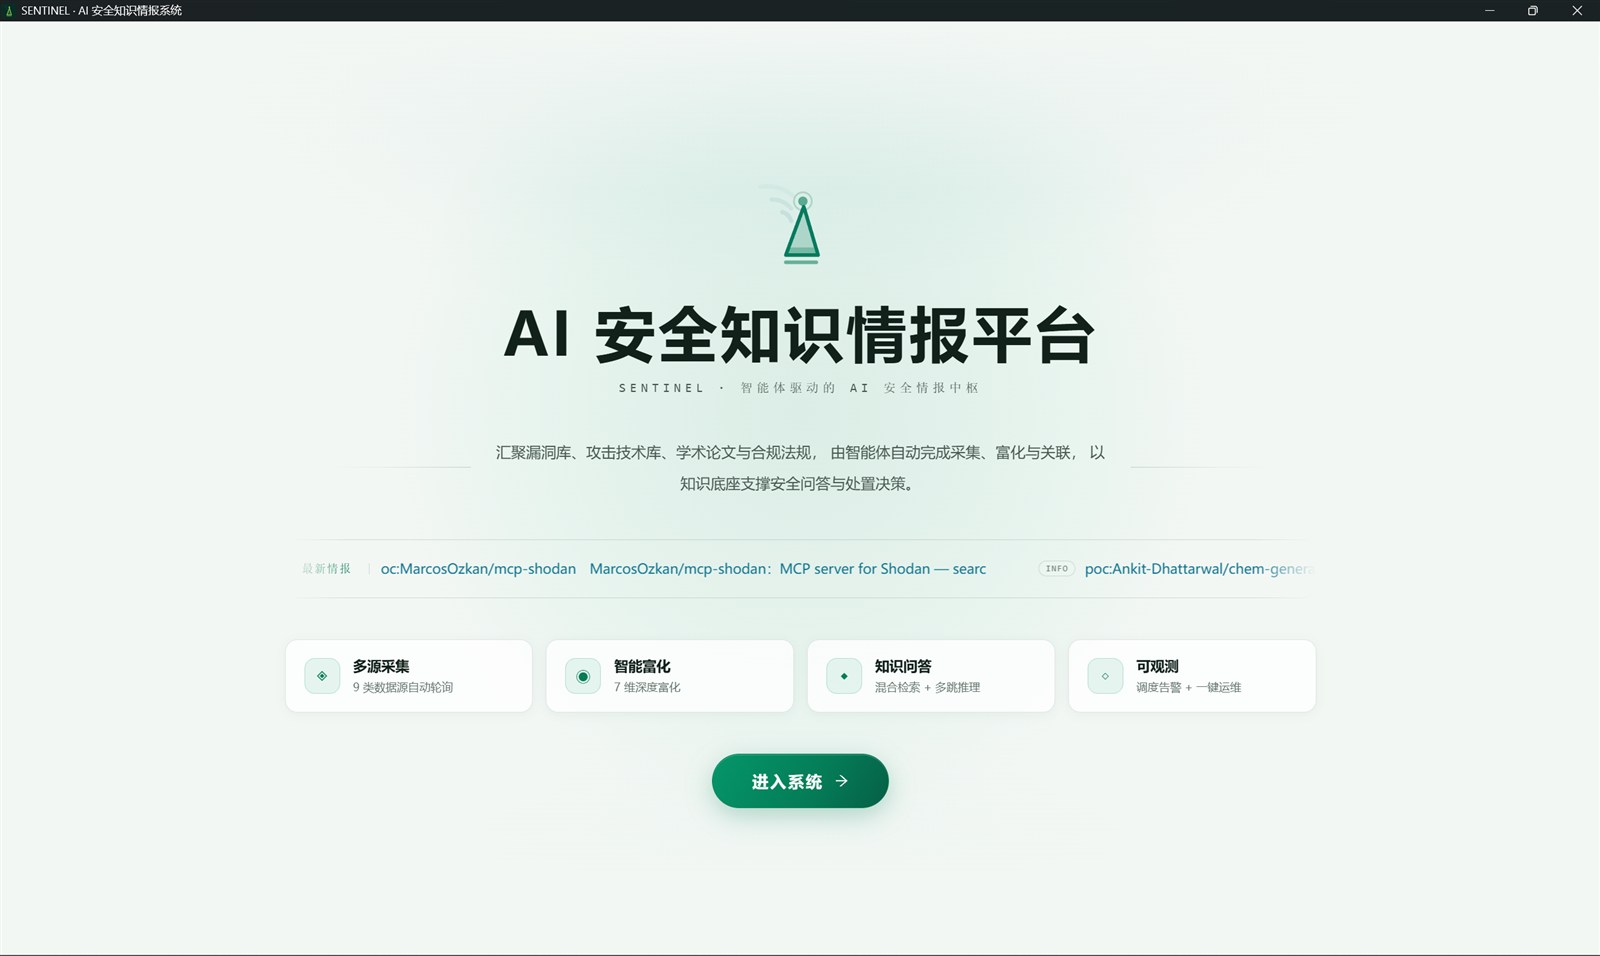 SENTINEL · AI 安全知识情报系统
AI 安全知识情报平台
SENTINEL · 智能体驱动的 AI 安全情报中枢
汇聚漏洞库、攻击技术库、学术论文与合规法规， 由智能体自动完成采集、富化与关联， 以
知识底座支撑安全问答与处置决策。
最新情报 oc:MarcosOzkan/mcp-shodan MarcosOzkan/mcp-shodan：MCP server for Shodan — searc INFO poc:Ankit-Dhattarwal/chem-genera
多源采集
9 类数据源自动轮询
智能富化
7 维深度富化
知识问答
混合检索 + 多跳推理
可观测
调度告警 + 一键运维
进入系统 →